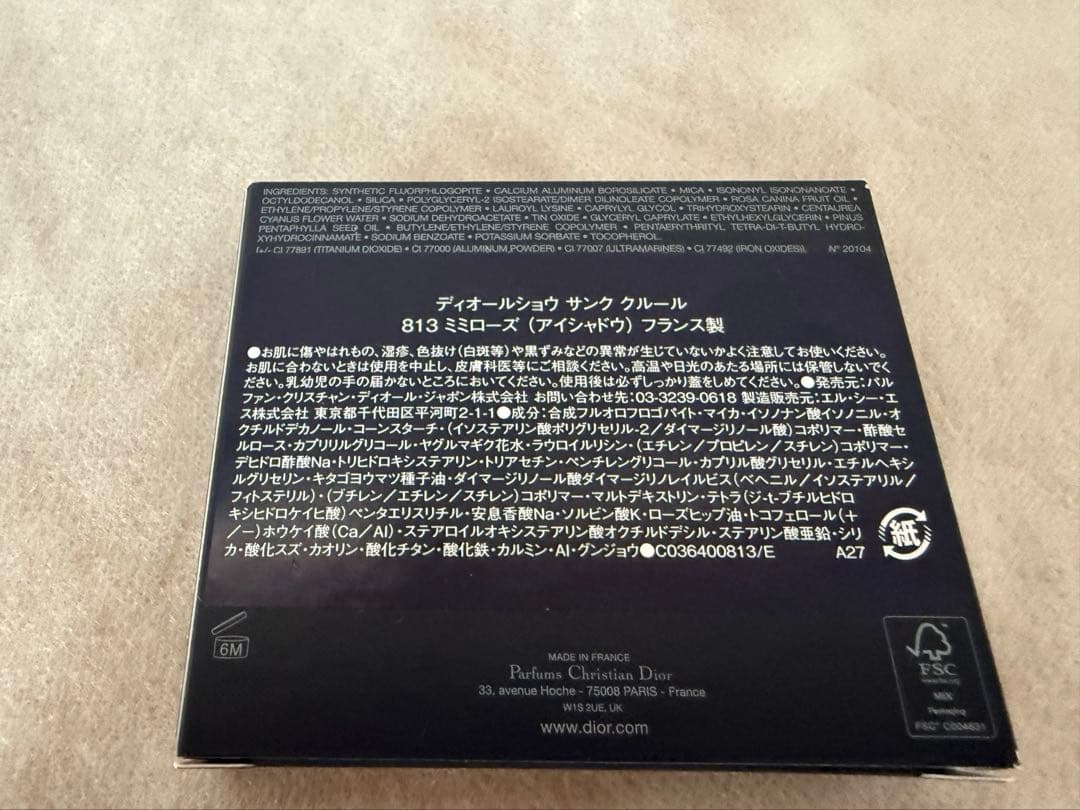 INGREDIENTS: SYNTHETIC FLUORPHLOGOPITE • CALCIUM ALUMINUM BOROSILICATE • MICA • ISONONYL ISONONANOATE •
OCTYLDODECANOL • SILICA • POLYGLYCERYL-2 ISOSTEARATE/DIMER DILINOLEATE COPOLYMER • ROSA CANINA FRUIT OIL •
ETHYLENE/PROPYLENE/STYRENE COPOLYMER • LAUROYL LYSINE • CAPRYLYL GLYCOL • TRIHYDROXYSTEARIN • CENTAUREA
CYANUS FLOWER WATER • SODIUM DEHYDROACETATE • TIN OXIDE • GLYCERYL CAPRYLATE • ETHYLHEXYLGLYCERIN • PINUS
PENTAPHYLLA SEED OIL • BUTYLENE/ETHYLENE/STYRENE COPOLYMER • PENTAERYTHRITYL TETRA-DI-T-BUTYL HYDRO-
XYHYDROCINNAMATE • SODIUM BENZOATE • POTASSIUM SORBATE • TOCOPHEROL.
[+/- CI 77891 (TITANIUM DIOXIDE) • CI 77000 (ALUMINUM POWDER) • CI 77007 (ULTRAMARINES) • CI 77492 (IRON OXIDES)]. N° 20104
ディオールショウ サンク クルール
813 ミミローズ (アイシャドウ) フランス製
●お肌に傷やはれもの、湿疹、色抜け(白斑等)や黒ずみなどの異常が生じていないかよく注意してお使いください。
お肌に合わないときは使用を中止し、皮膚科医等にご相談ください。高温や日光のあたる場所には保管しないでく
ださい。乳幼児の手の届かないところにおいてください。使用後は必ずしっかり蓋をしめてください。●発売元:パル
ファン・クリスチャン・ディオール・ジャポン株式会社 お問い合わせ先:03-3239-0618 製造販売元:エル・シー・エ
ス株式会社 東京都千代田区平河町2-1-1●成分:合成フルオロフロゴパイト・マイカ・イソノナン酸イソノニル・オ
クチルドデカノール・コーンスターチ・(イソステアリン酸ポリグリセリル-2/ダイマージリノール酸)コポリマー・酢酸セ
ルロース・カプリリルグリコール・ヤグルマギク花水・ラウロイルリシン・(エチレン/プロピレン/スチレン)コポリマー・
デヒドロ酢酸Na・トリヒドロキシステアリン・トリアセチン・ペンチレングリコール・カプリル酸グリセリル・エチルヘキシ
ルグリセリン・キタゴヨウマツ種子油・ダイマージリノール酸ダイマージリノレイルビス(ベヘニル/イソステアリル/
フィトステリル)・(ブチレン/エチレン/スチレン)コポリマー・マルトデキストリン・テトラ(ジ-t-ブチルヒドロ
キシヒドロケイヒ酸)ペンタエリスリチル・安息香酸Na・ソルビン酸K・ローズヒップ油・トコフェロール(+
/−)ホウケイ酸(Ca/Al)・ステアロイルオキシステアリン酸オクチルドデシル・ステアリン酸亜鉛・シリ
カ・酸化スズ・カオリン・酸化チタン・酸化鉄・カルミン・Al・グンジョウ●C036400813/E A27
紙
6M
MADE IN FRANCE
Parfums Christian Dior
33, avenue Hoche - 75008 PARIS - France
W1S 2UE, UK
www.dior.com
FSC
www.fsc.org
MIX
Packaging
FSC® C004631